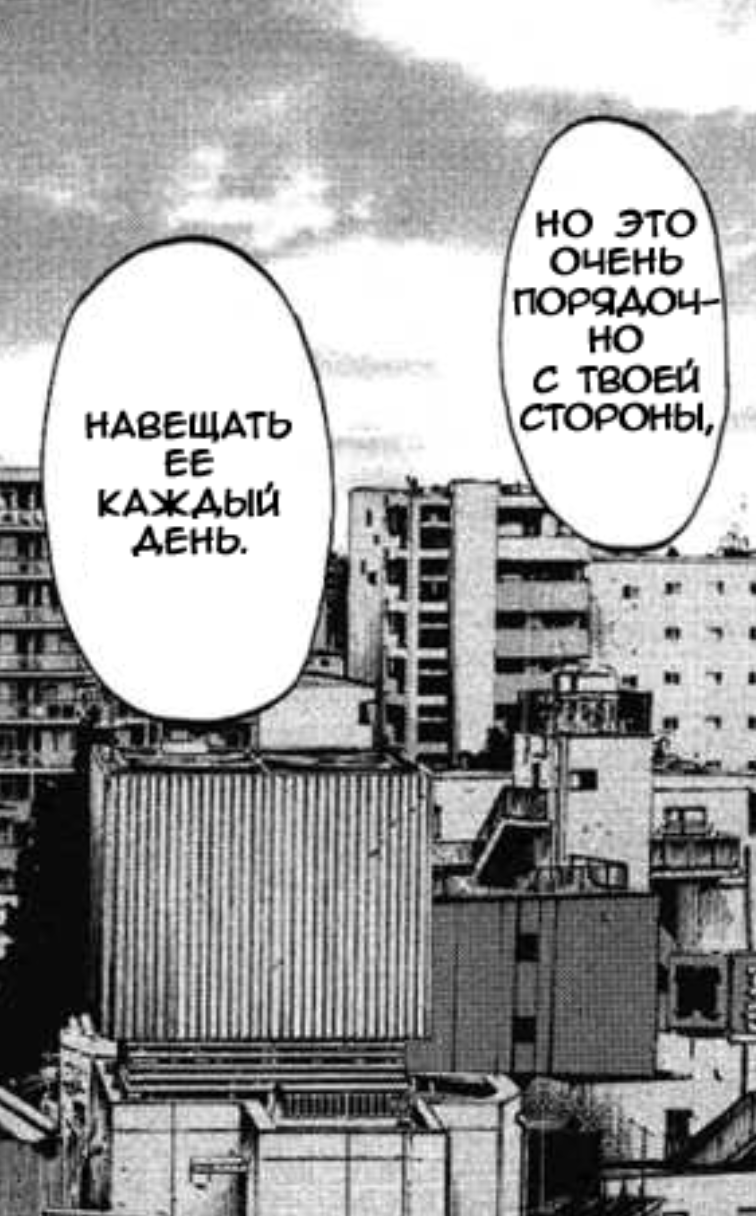 НО ЭТО
ОЧЕНЬ
ПОРЯДОЧ-
НО
С ТВОЕЙ
СТОРОНЫ,
НАВЕЩАТЬ
ЕЕ
КАЖДЫЙ
ДЕНЬ.